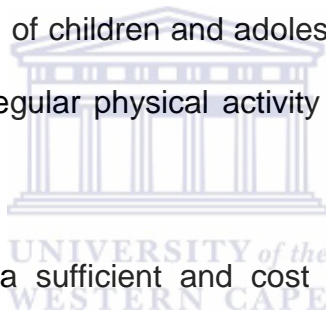 of children and adoles
egular physical activity
UNIVERSITY of the
a sufficient and cost
WESTERN CAPE